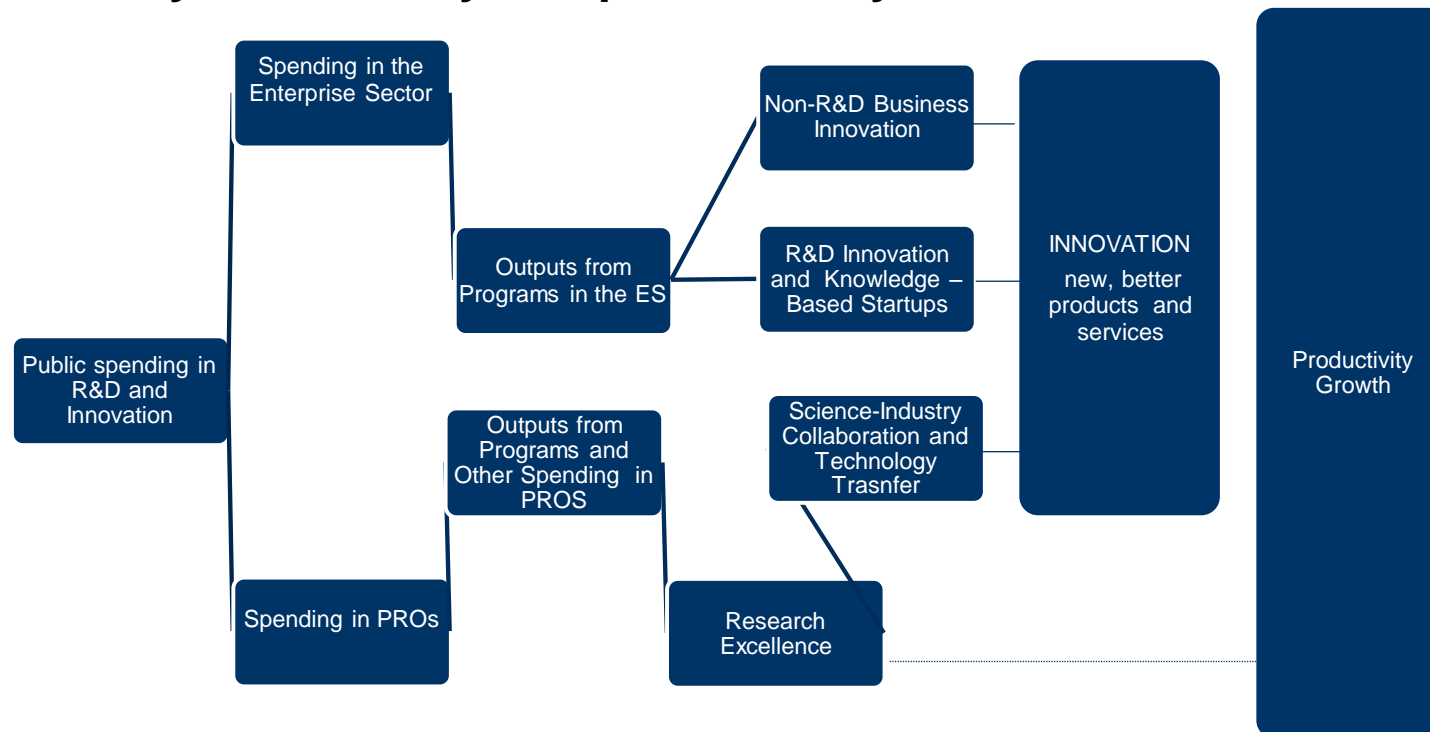 Spending in the
Enterprise Sector
Non-R&D Business
Innovation
Outputs from
Programs in the ES
R&D Innovation
and Knowledge –
Based Startups
INNOVATION
new, better
products and
services
Public spending in
R&D and
Innovation
Productivity
Growth
Outputs from
Programs and
Other Spending in
PROS
Science-Industry
Collaboration and
Technology
Trasnfer
Spending in PROs
Research
Excellence